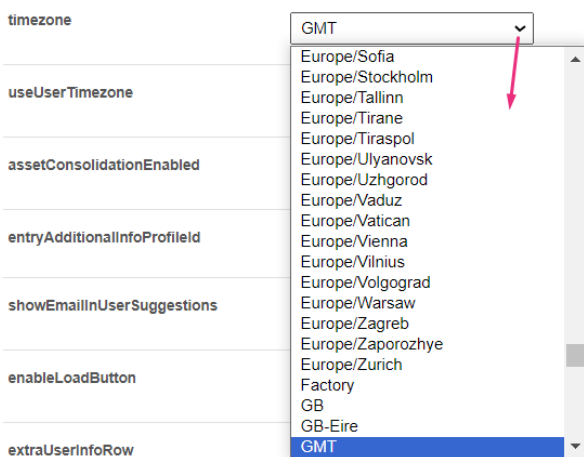 timezone
GMT
useUserTimezone
assetConsolidationEnabled
entryAdditionalInfoProfileId
showEmailInUserSuggestions
enableLoadButton
extraUserInfoRow
Europe/Sofia
Europe/Stockholm
Europe/Tallinn
Europe/Tirane
Europe/Tiraspol
Europe/Ulyanovsk
Europe/Uzhgorod
Europe/Vaduz
Europe/Vatican
Europe/Vienna
Europe/Vilnius
Europe/Volgograd
Europe/Warsaw
Europe/Zagreb
Europe/Zaporozhye
Europe/Zurich
Factory
GB
GB-Eire
GMT